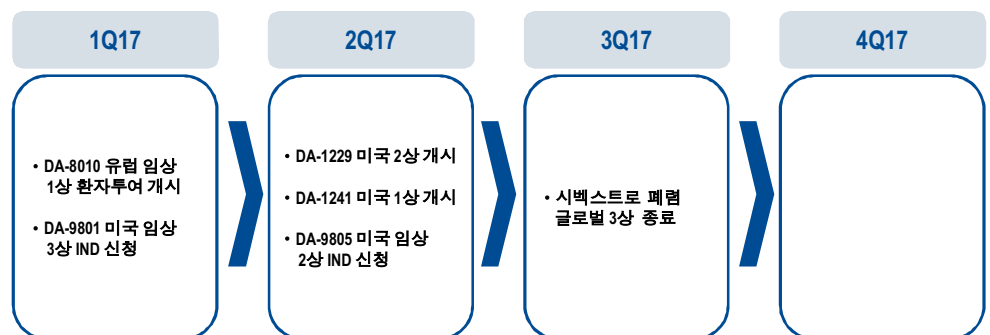 1Q17
2Q17
3Q17
4Q17
• DA-8010 유럽 임상
1상 환자투여 개시
• DA-9801 미국 임상
3상 IND 신청
• DA-1229 미국 2상 개시
• DA-1241 미국 1상 개시
• DA-9805 미국 임상
2상 IND 신청
• 시벡스트로 폐렴
글로벌 3상 종료